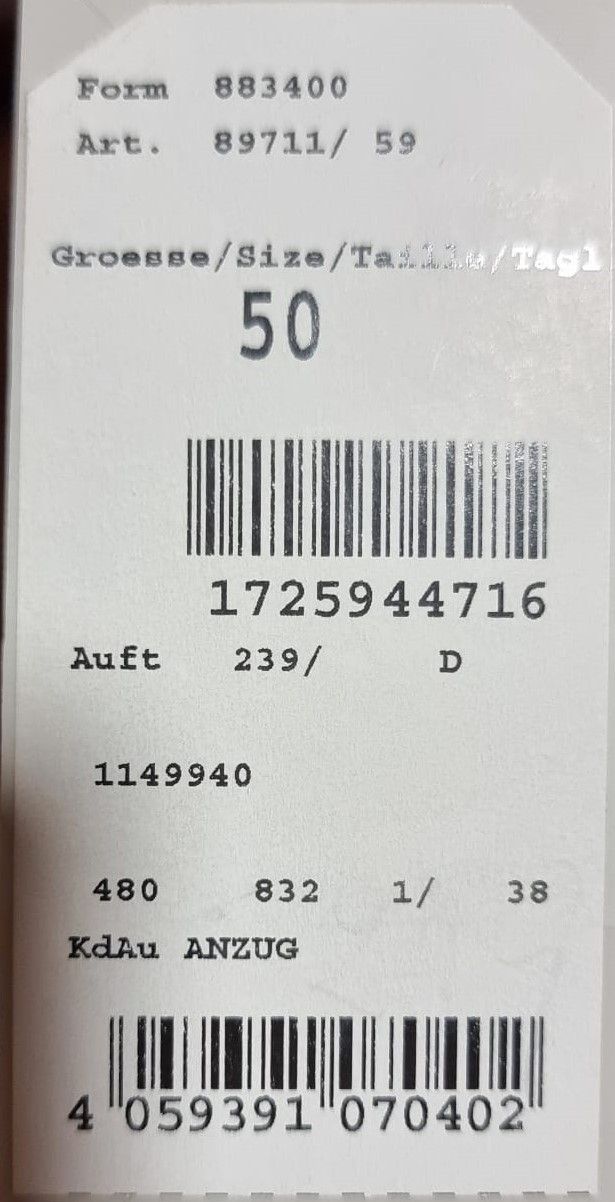 Form 883400
Art. 89711/ 59
Groesse/Size/Taille/Tagl
50
1725944716
Auft 239/ D
1149940
480 832 1/ 38
KdAu ANZUG
4 059391 070402